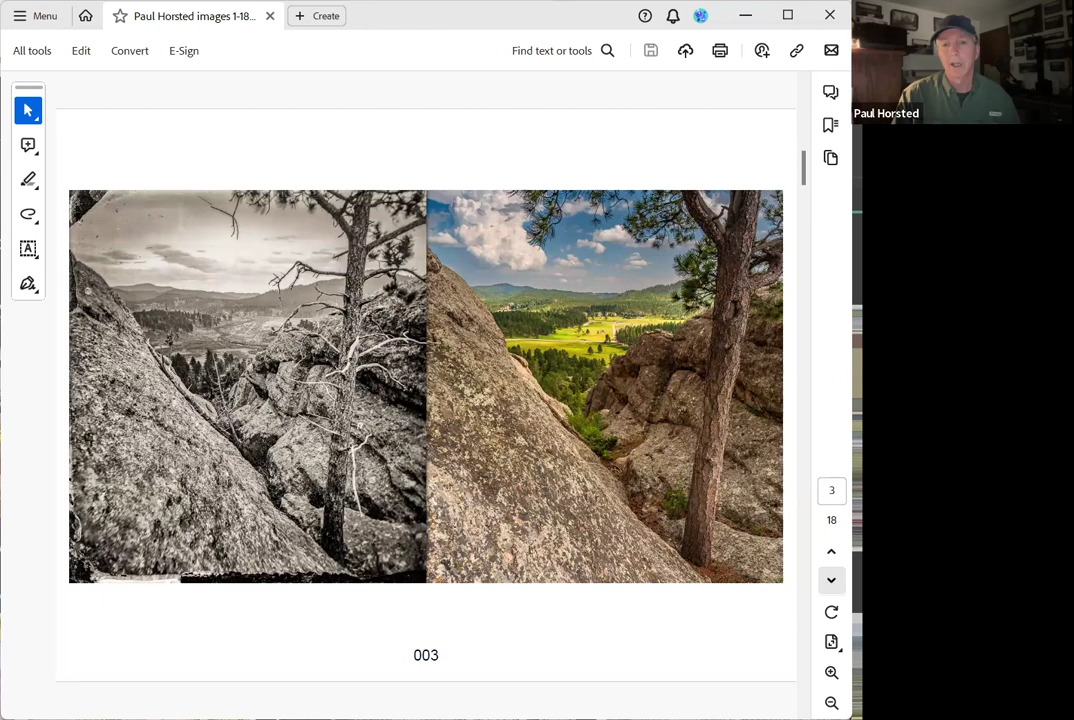 Menu
Paul Horsted images 1-18...
Create
All tools
Edit
Convert
E-Sign
Find text or tools
Paul Horsted
A
3
18
003